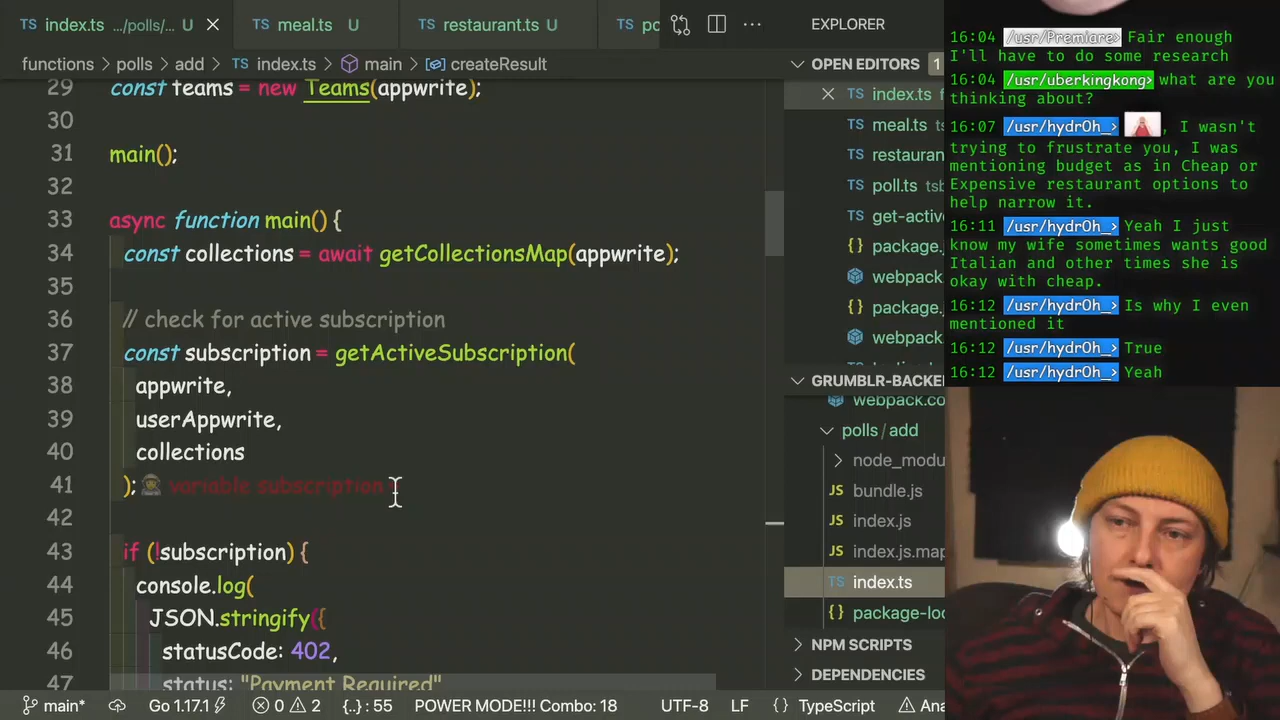 index.ts .../polls/... U
TS meal.ts U
TS restaurant.ts U
TS po
functions > polls > add > TS index.ts > main > createResult
29 const teams = new Teams(appwrite);
30
31 main();
32
33 async function main() {
34 const collections = await getCollectionsMap(appwrite);
35
36 // check for active subscription
37 const subscription = getActiveSubscription(
38 appwrite,
39 userAppwrite,
40 collections
41 ); variable subscription
42
43 if (!subscription) {
44 console.log(
45 JSON.stringify({
46 statusCode: 402,
47 status: "Payment Required"
main* Go 1.17.1 0 2 {..} : 55 POWER MODE!!! Combo: 18 UTF-8 LF {} TypeScript Ana
EXPLORER
OPEN EDITORS 1
TS index.ts
TS meal.ts
TS restaurant
TS poll.ts
TS get-active
{} package.
webpack.
{} package.
webpack.
GRUMBLR-BACKE
webpack.co
polls / add
node_modu
JS bundle.js
JS index.js
JS index.js.map
TS index.ts
{} package-loc
NPM SCRIPTS
DEPENDENCIES
16:04 /usr/Premiare> Fair enough
I'll have to do some research
16:04 /usr/uberkingkong> what are you
thinking about?
16:07 /usr/hydr0h_> , I wasn't
trying to frustrate you, I was
mentioning budget as in Cheap or
Expensive restaurant options to
help narrow it.
16:11 /usr/hydr0h_> Yeah I just
know my wife sometimes wants good
Italian and other times she is
okay with cheap.
16:12 /usr/hydr0h_> Is why I even
mentioned it
16:12 /usr/hydr0h_> True
16:12 /usr/hydr0h_> Yeah